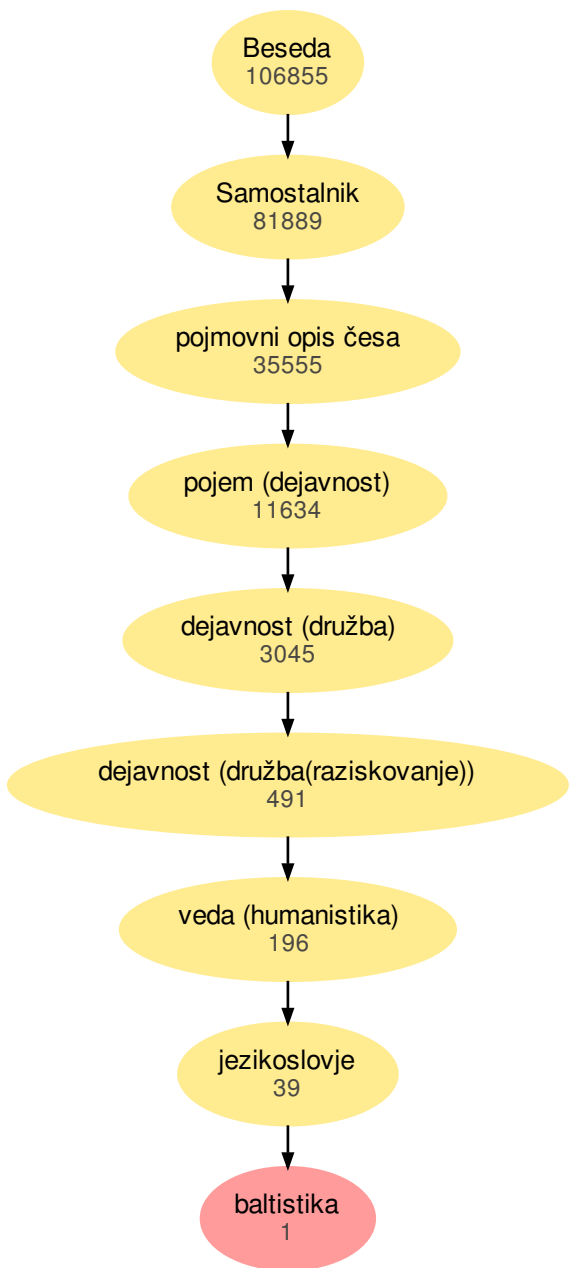 Beseda
106855
Samostalnik
81889
pojmovni opis česa
35555
pojem (dejavnost)
11634
dejavnost (družba)
3045
dejavnost (družba(raziskovanje))
491
veda (humanistika)
196
jezikoslovje
39
baltistika
1